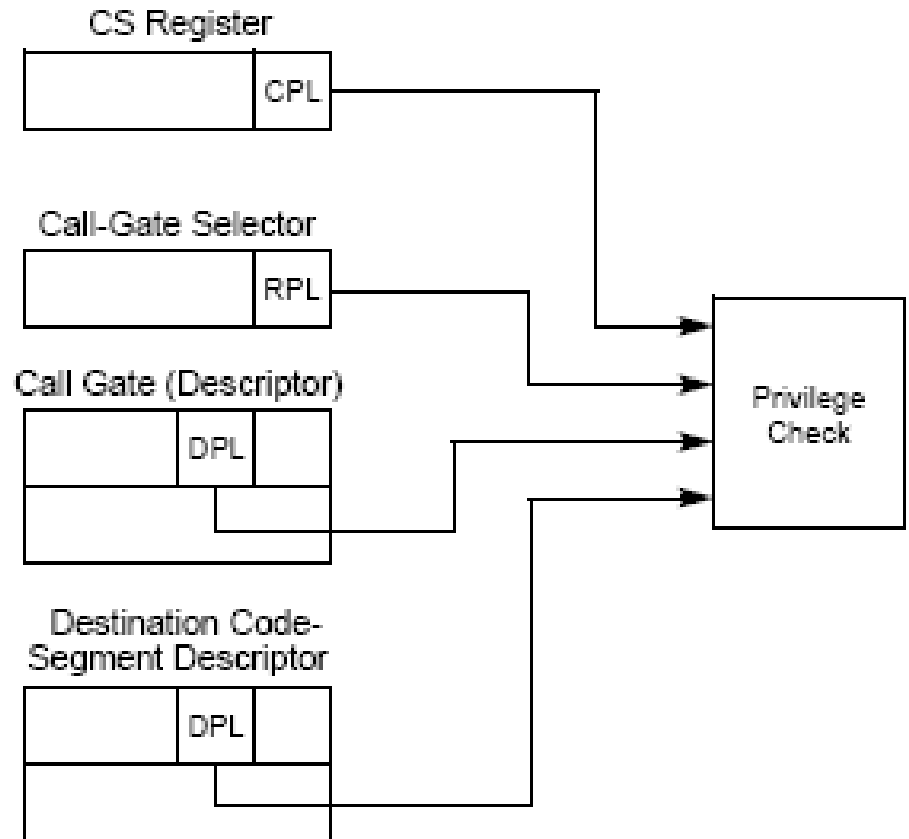 CS Register
CPL
Call-Gate Selector
RPL
Call Gate (Descriptor)
DPL
Privilege
Check
Destination Code-
Segment Descriptor
DPL